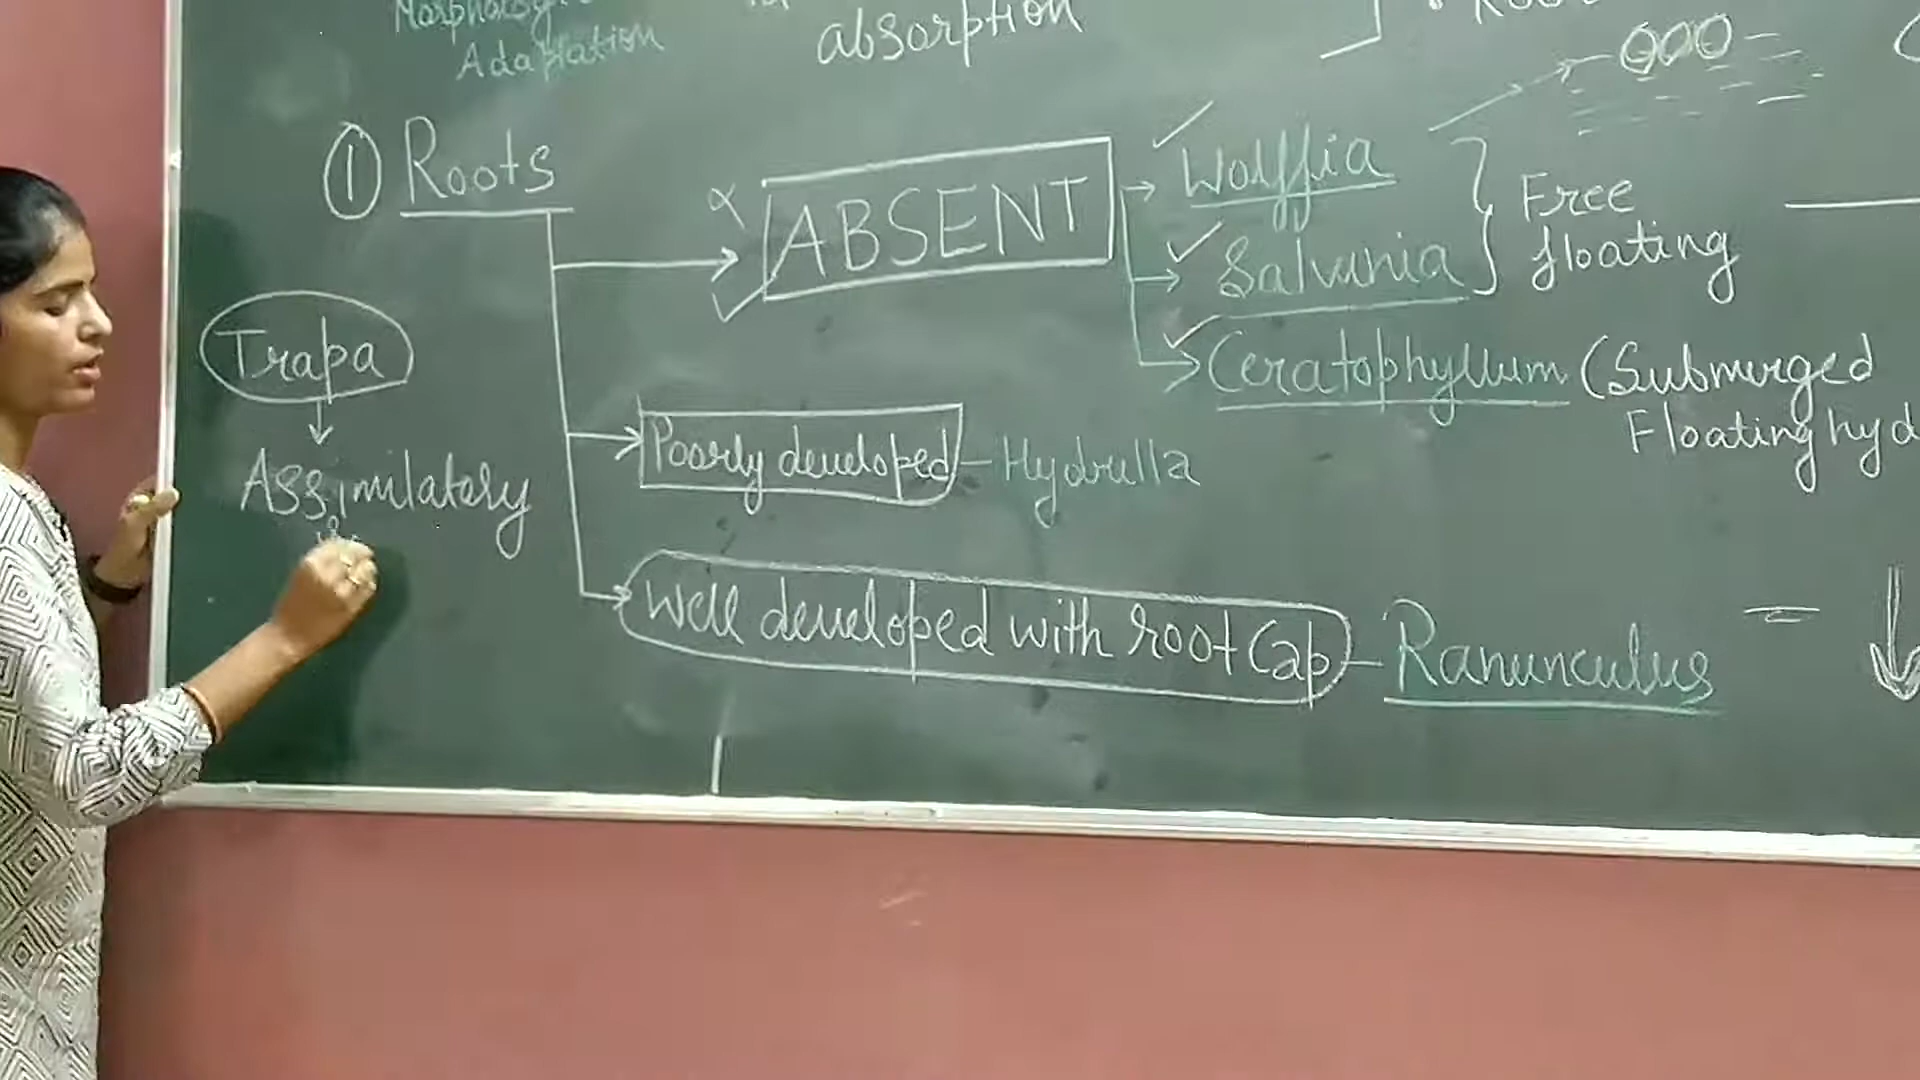 Adaptation
absorption
① Roots
ABSENT
Wolffia
Salvinia
Free
floating
Ceratophyllum (Submerged
Floating hyd
Trapa
Assimilatory
Poorly developed - Hydrilla
Well developed with root Cap - Ranunculus